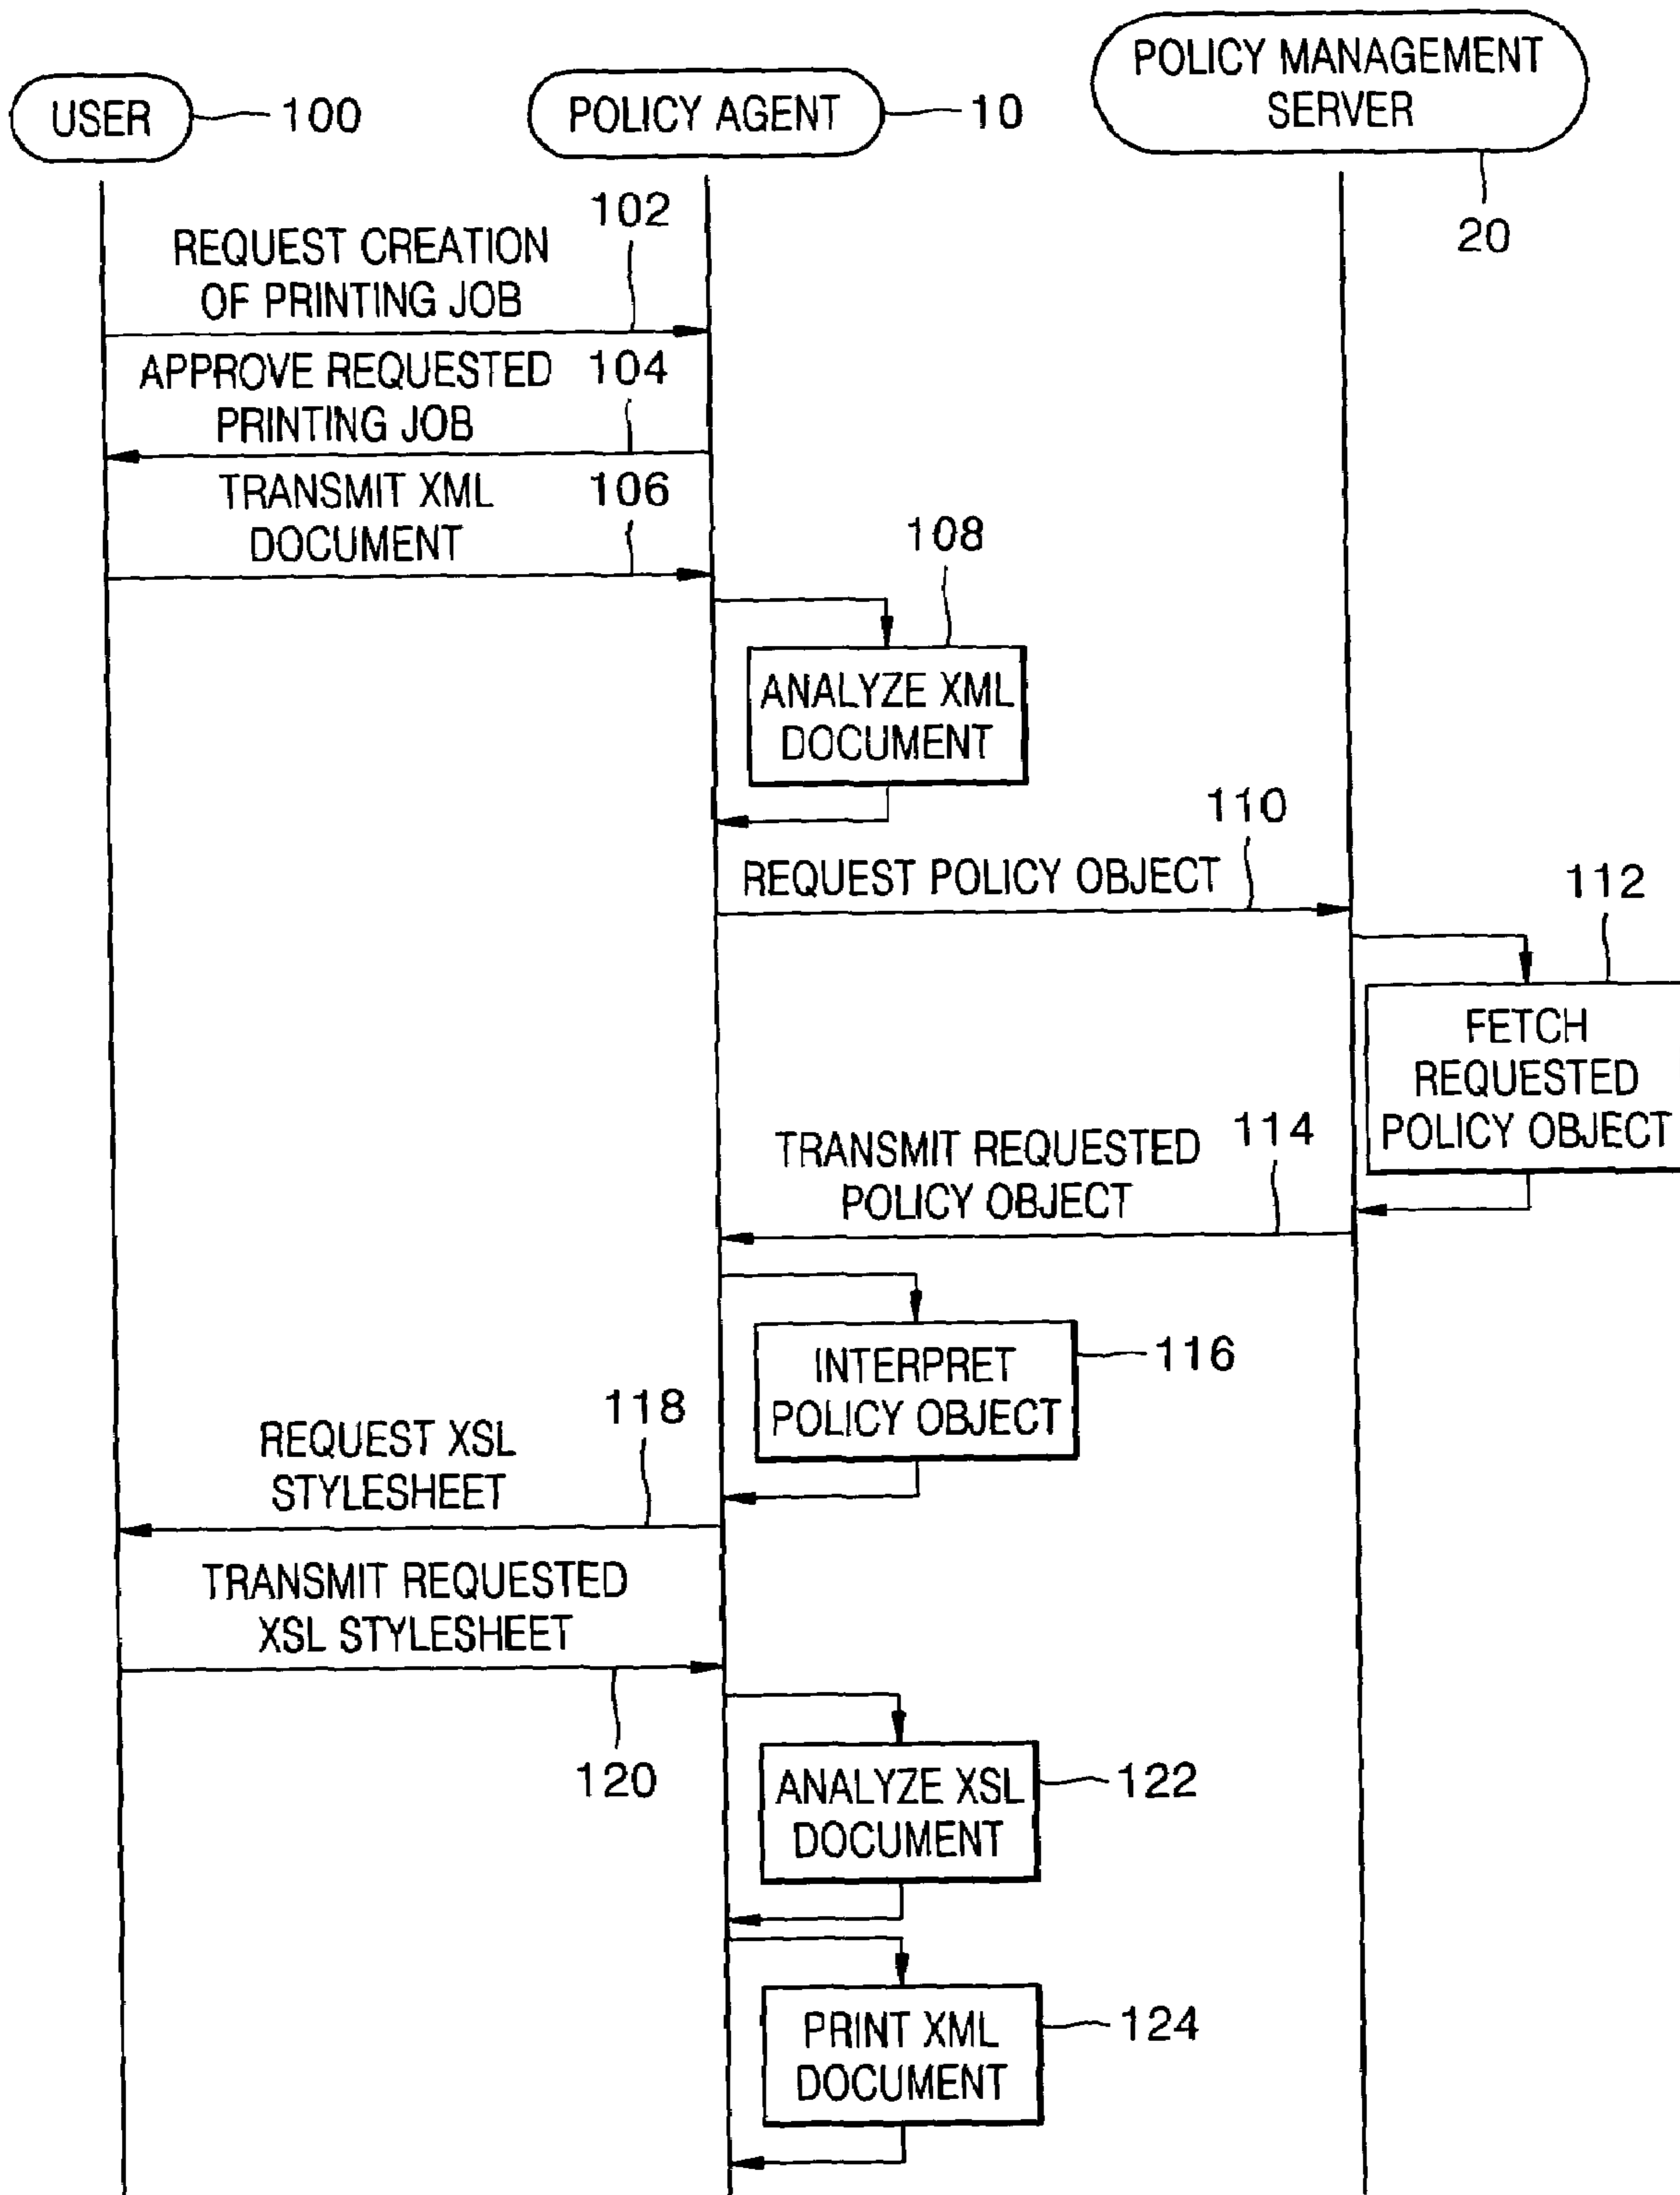 USER
100
POLICY AGENT
10
POLICY MANAGEMENT
SERVER
20
102
REQUEST CREATION
OF PRINTING JOB
APPROVE REQUESTED
PRINTING JOB
104
TRANSMIT XML
DOCUMENT
106
108
ANALYZE XML
DOCUMENT
110
REQUEST POLICY OBJECT
112
FETCH
REQUESTED
POLICY OBJECT
TRANSMIT REQUESTED
POLICY OBJECT
114
INTERPRET
POLICY OBJECT
116
118
REQUEST XSL
STYLESHEET
TRANSMIT REQUESTED
XSL STYLESHEET
120
ANALYZE XSL
DOCUMENT
122
PRINT XML
DOCUMENT
124